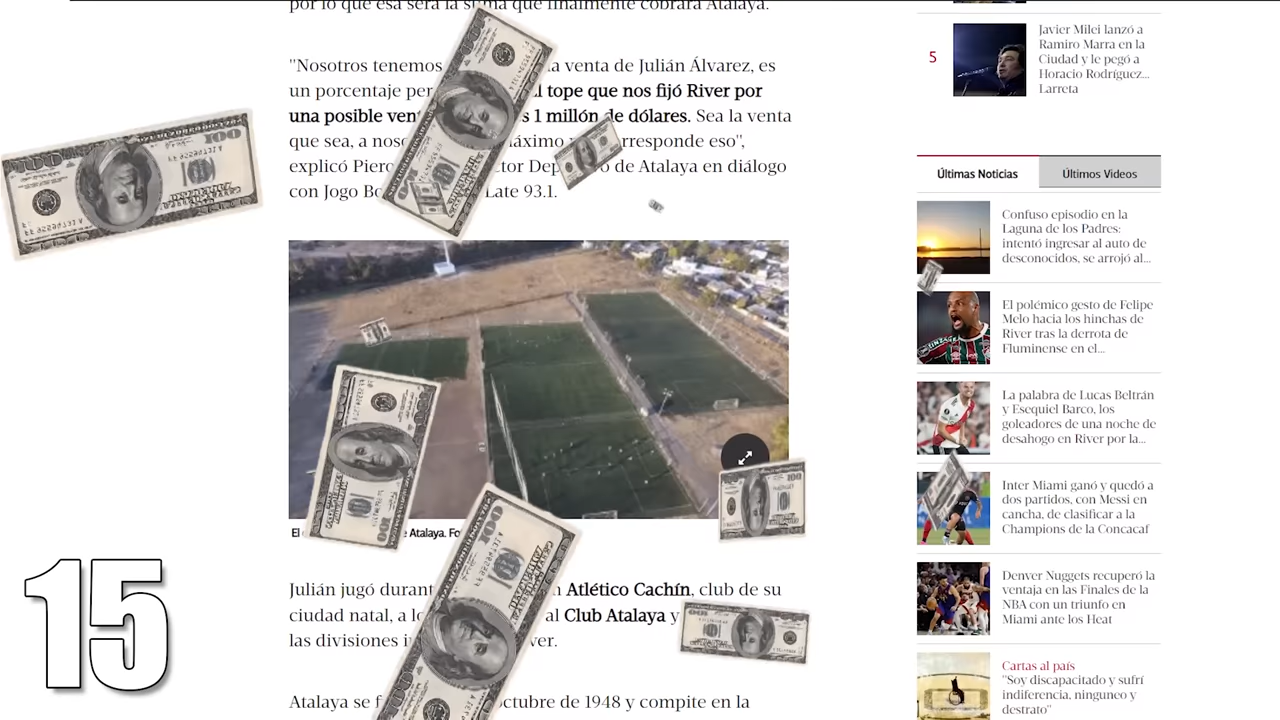 por lo que esa será la suma que finalmente cobrará Atalaya.
"Nosotros tenemos a venta de Julián Álvarez, es
un porcentaje per l tope que nos fijó River por
una posible ven s 1 millón de dólares. Sea la venta
que sea, a nos máximo rresponde eso",
explicó Piero ctor Dep o de Atalaya en diálogo
con Jogo Bo Late 93.1.
El Atalaya. Fo
Julián jugó durant Atlético Cachín, club de su
ciudad natal, a lo al Club Atalaya y
las divisiones i ver.
Atalaya se f ctubre de 1948 y compite en la
15
5
Javier Milei lanzó a
Ramiro Marra en la
Ciudad y le pegó a
Horacio Rodríguez...
Larreta
Últimas Noticias
Últimos Videos
Confuso episodio en la
Laguna de los Padres:
intentó ingresar al auto de
desconocidos, se arrojó al...
El polémico gesto de Felipe
Melo hacia los hinchas de
River tras la derrota de
Fluminense en el...
La palabra de Lucas Beltrán
y Esequiel Barco, los
goleadores de una noche de
desahogo en River por la...
Inter Miami ganó y quedó a
dos partidos, con Messi en
cancha, de clasificar a la
Champions de la Concacaf
Denver Nuggets recuperó la
ventaja en las Finales de la
NBA con un triunfo en
Miami ante los Heat
Cartas al país
"Soy discapacitado y sufrí
indiferencia, ninguneo y
destrato"